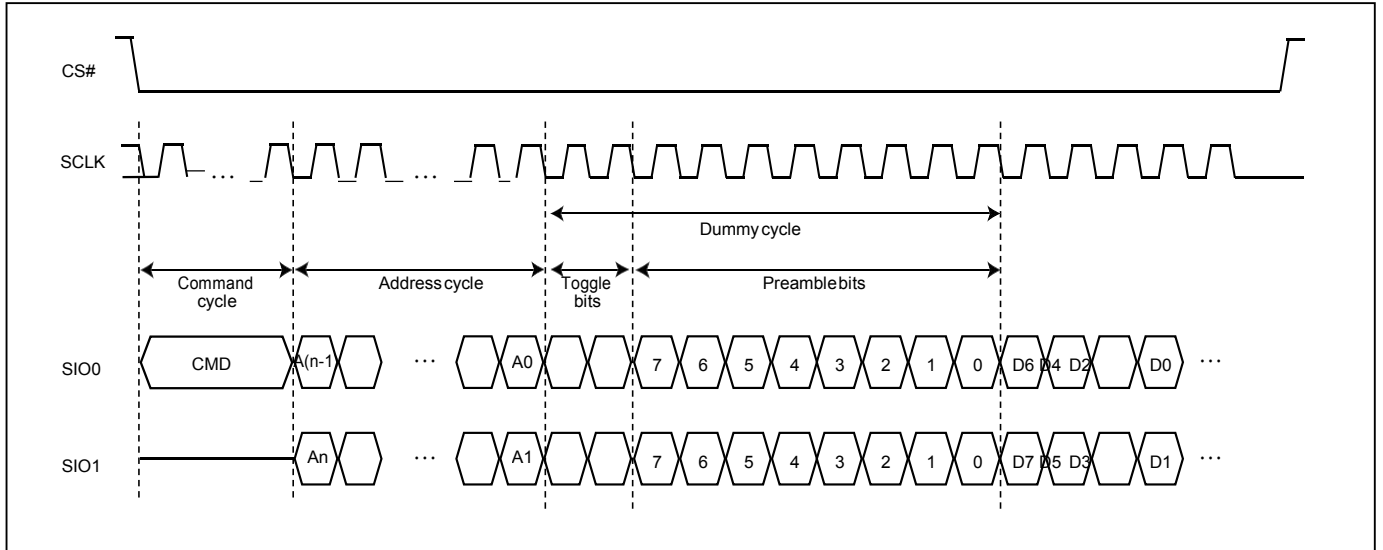 CS#
SCLK
...
...
Dummy cycle
Command cycle
Address cycle
Toggle bits
Preamble bits
SIO0
CMD
A(n-1
...
A0
7 6 5 4 3 2 1 0
D6 D4 D2
D0
...
SIO1
An
...
A1
7 6 5 4 3 2 1 0
D7 D5 D3
D1
...